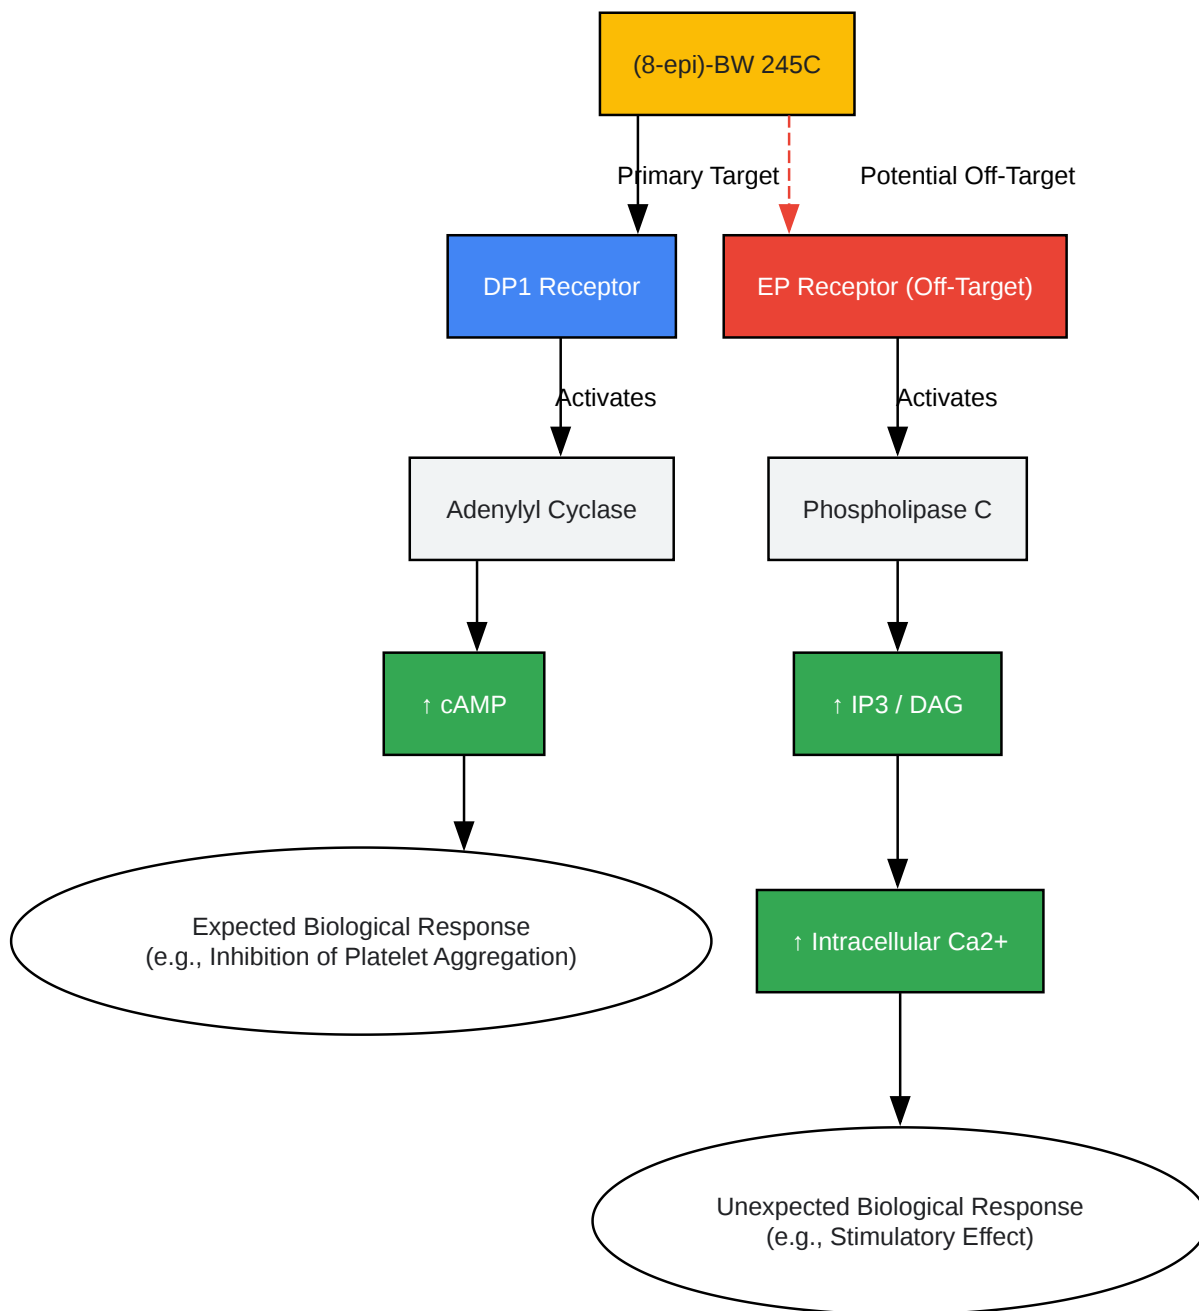 (8-epi)-BW 245C
Primary Target
Potential Off-Target
DP1 Receptor
EP Receptor (Off-Target)
Activates
Activates
Adenylyl Cyclase
Phospholipase C
↑ cAMP
↑ IP3 / DAG
Expected Biological Response
(e.g., Inhibition of Platelet Aggregation)
↑ Intracellular Ca2+
Unexpected Biological Response
(e.g., Stimulatory Effect)